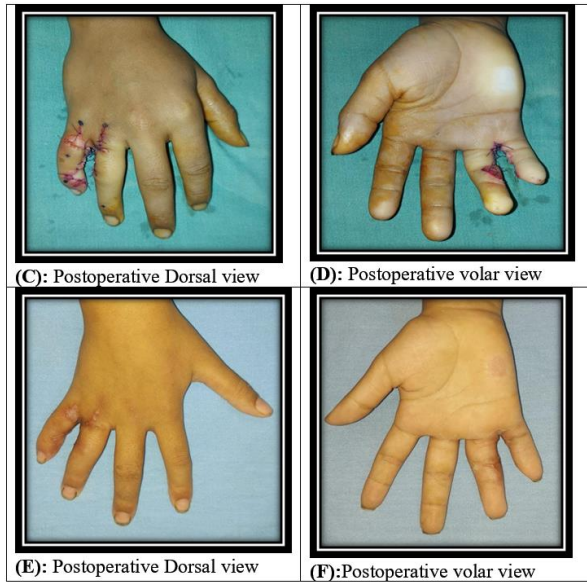 (C): Postoperative Dorsal view
(D): Postoperative volar view
(E): Postoperative Dorsal view
(F):Postoperative volar view